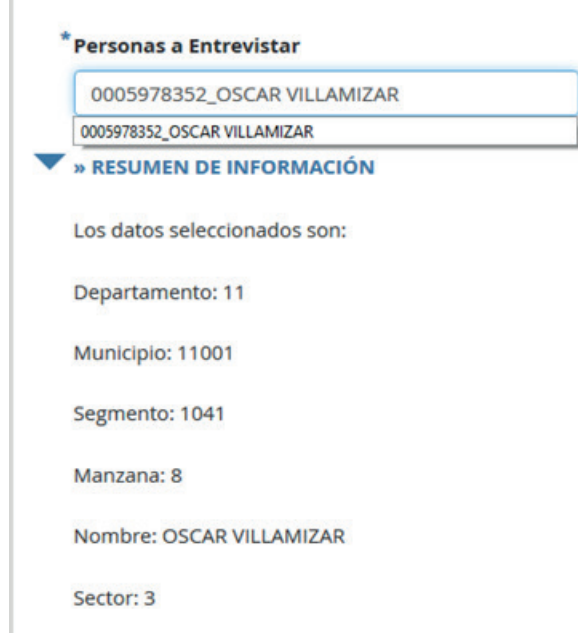 * Personas a Entrevistar
0005978352_OSCAR VILLAMIZAR
0005978352_OSCAR VILLAMIZAR
» RESUMEN DE INFORMACIÓN
Los datos seleccionados son:
Departamento: 11
Municipio: 11001
Segmento: 1041
Manzana: 8
Nombre: OSCAR VILLAMIZAR
Sector: 3